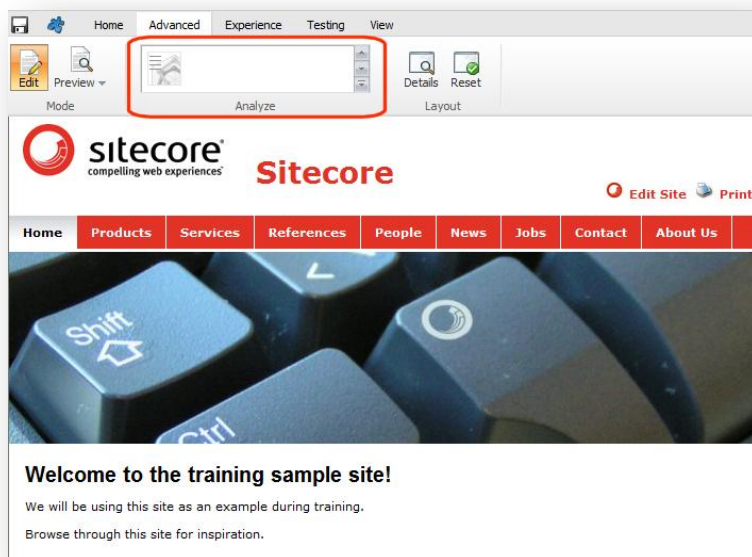 Home Advanced Experience Testing View
Edit Preview Details Reset
Mode Analyze Layout
sitecore
compelling web experiences
Sitecore
Edit Site Print
Home Products Services References People News Jobs Contact About Us
Shift
Ctrl
Welcome to the training sample site!
We will be using this site as an example during training.
Browse through this site for inspiration.